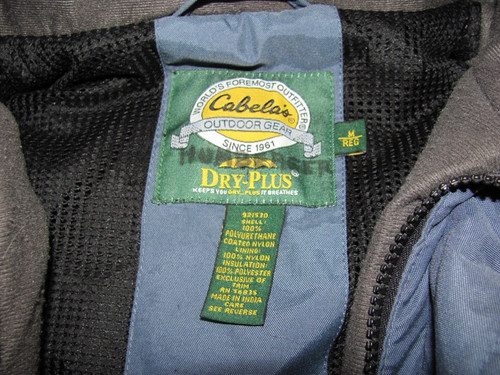 WORLD'S FOREMOST OUTFITTER®
Cabela's®
OUTDOOR GEAR
SINCE 1961
DRY-PLUS®
KEEPS YOU DRY...PLUS IT BREATHES
M
REG
SHELL:
100%
POLYURETHANE
COATED NYLON
LINING:
100% NYLON
INSULATION:
100% POLYESTER
EXCLUSIVE OF
TRIM
RN 56835
MADE IN INDIA
CARE
SEE REVERSE